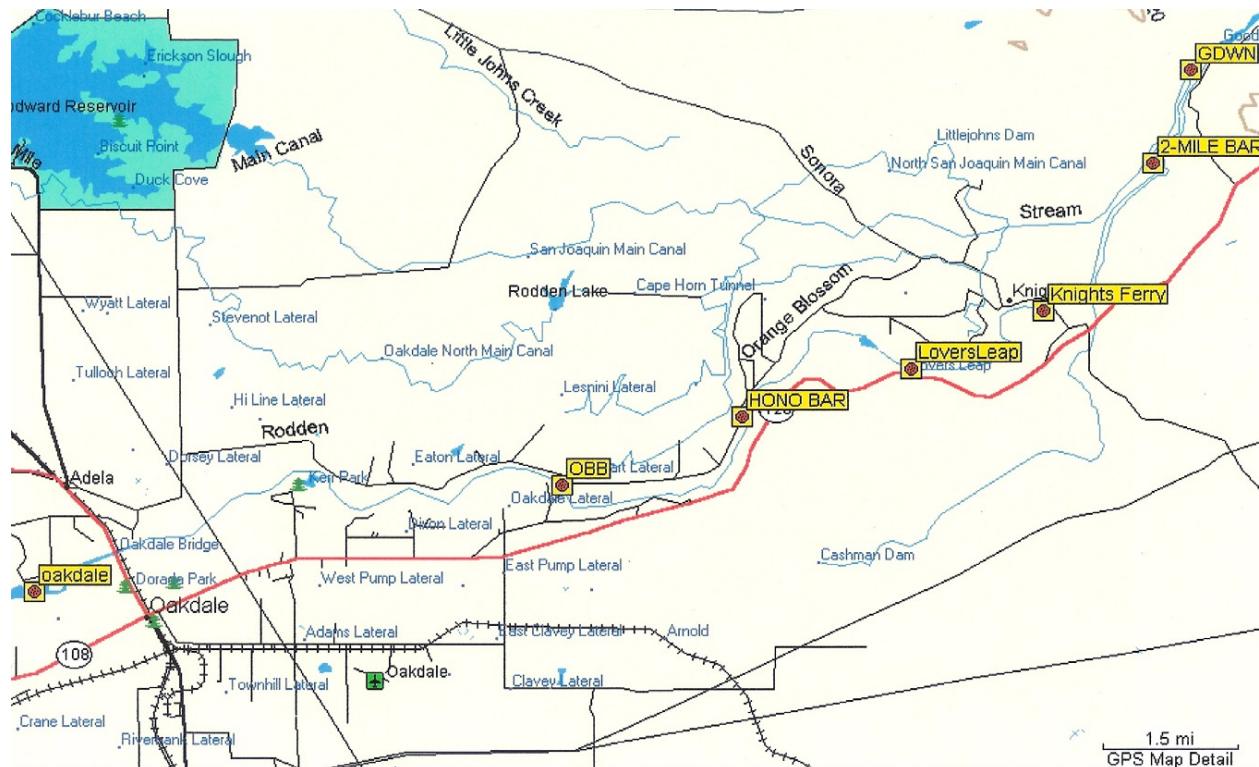 Cocklebur Beach
Erickson Slough
Little Johns Creek
GDWN
Reservoir
Biscuit Point
Main Canal
Duck Cove
Mile
Sonora
Littlejohns Dam
North San Joaquin Main Canal
2-MILE BAR
Stream
San Joaquin Main Canal
Rodden Lake
Cape Horn Tunnel
Orange Blossom
Knights Ferry
Wyatt Lateral
Stevenot Lateral
Oakdale North Main Canal
LoversLeap
Tulloch Lateral
Lesnini Lateral
Hi Line Lateral
HONO BAR
Rodden
Dorsey Lateral
Eaton Lateral
OBB
Lateral
Adela
Kerr Park
Oakdale Lateral
Dixon Lateral
Oakdale Bridge
Cashman Dam
oakdale
Dorada Park
West Pump Lateral
East Pump Lateral
Oakdale
Adams Lateral
East Clavey Lateral
Arnold
108
Oakdale
Townhill Lateral
Clavey Lateral
Crane Lateral
Riverbank Lateral
1.5 mi
GPS Map Detail